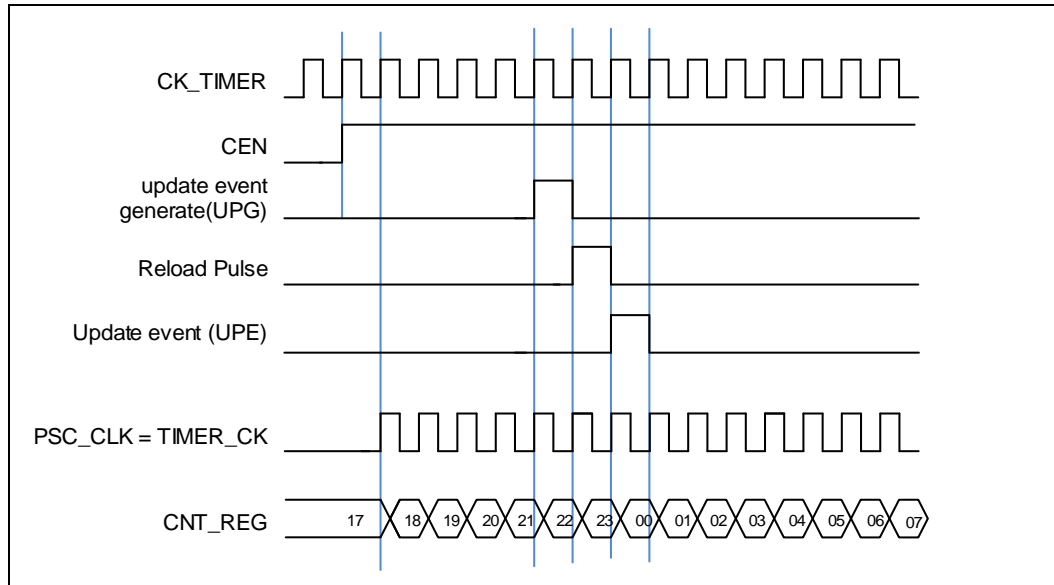 CK_TIMER
CEN
update event
generate(UPG)
Reload Pulse
Update event (UPE)
PSC_CLK = TIMER_CK
CNT_REG 17 18 19 20 21 22 23 00 01 02 03 04 05 06 07